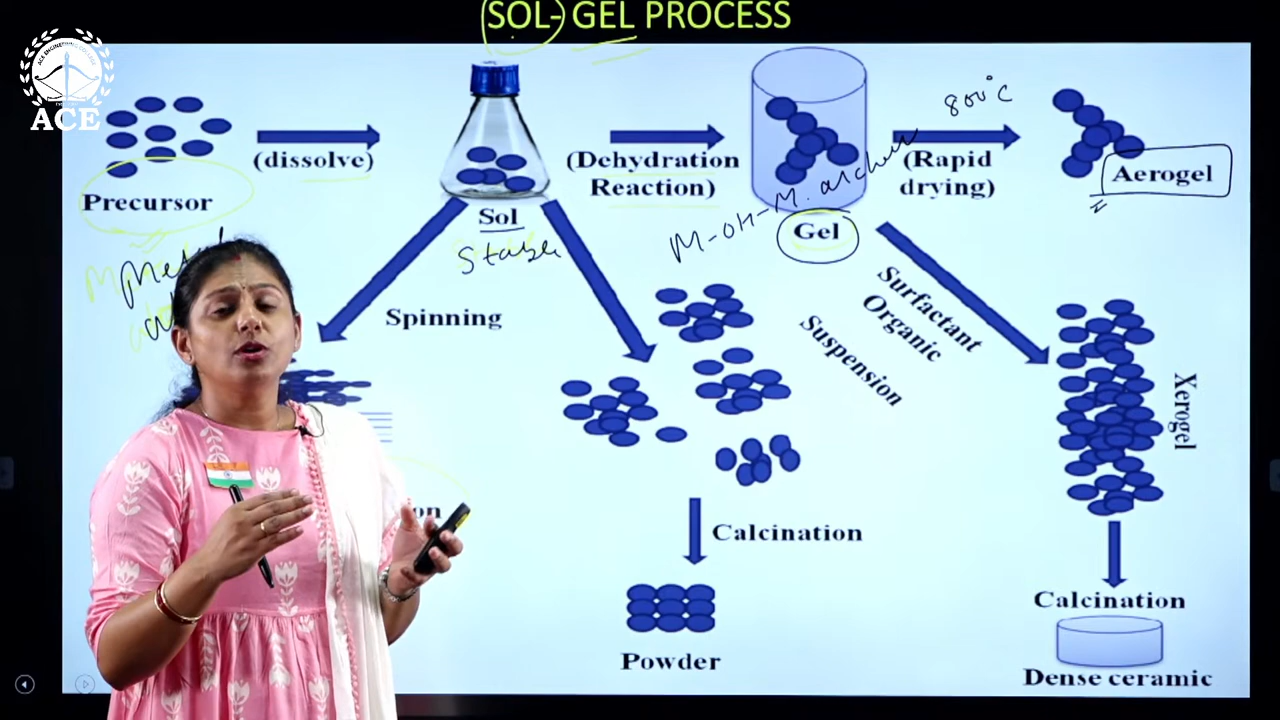 SOL- GEL PROCESS
ACE
800°C
(dissolve)
(Dehydration
Reaction)
(Rapid
drying)
Precursor
Sol
Stable
M-OH-M.
Gel
Aerogel
Spinning
Suspension
Surfactant
Organic
Xerogel
on
Calcination
Powder
Calcination
Dense ceramic